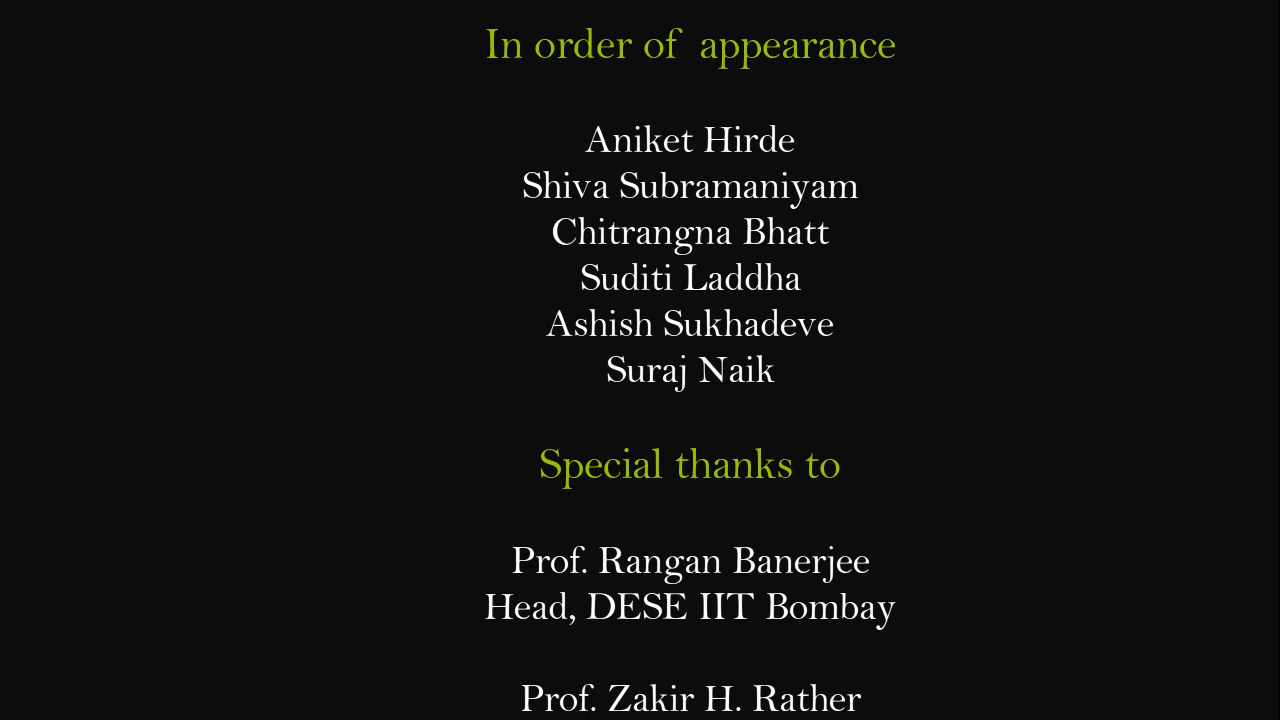 In order of appearance
Aniket Hirde
Shiva Subramaniyam
Chitrangna Bhatt
Suditi Laddha
Ashish Sukhadeve
Suraj Naik
Special thanks to
Prof. Rangan Banerjee
Head, DESE IIT Bombay
Prof. Zakir H. Rather